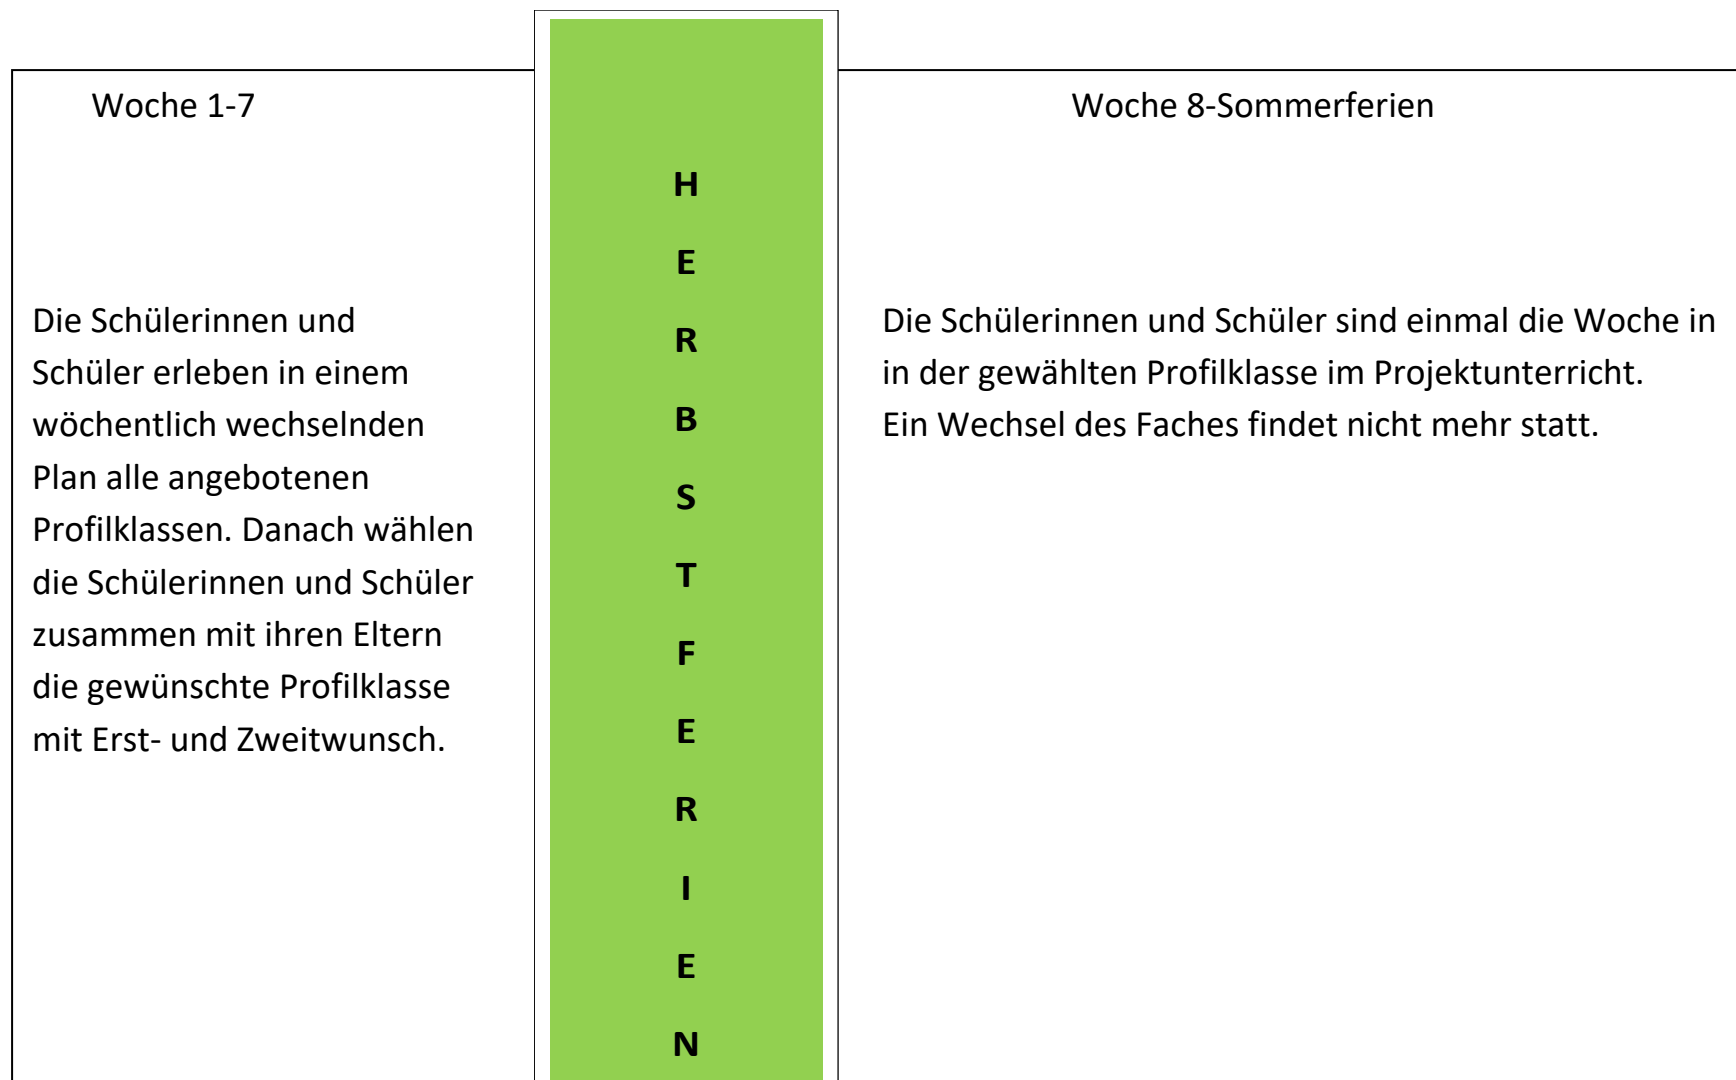 Woche 1-7
Die Schülerinnen und
Schüler erleben in einem
wöchentlich wechselnden
Plan alle angebotenen
Profilklassen. Danach wählen
die Schülerinnen und Schüler
zusammen mit ihren Eltern
die gewünschte Profilklasse
mit Erst- und Zweitwunsch.
H
E
R
B
S
T
F
E
R
I
E
N
Woche 8-Sommerferien
Die Schülerinnen und Schüler sind einmal die Woche in
in der gewählten Profilklasse im Projektunterricht.
Ein Wechsel des Faches findet nicht mehr statt.